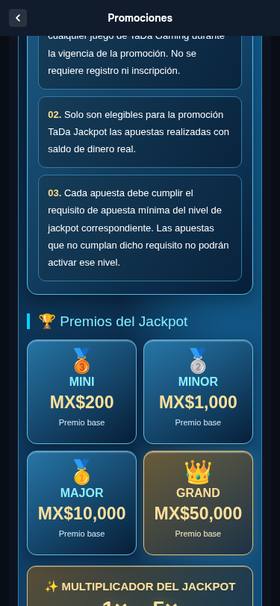 Promociones
cualquier juego de TaDa Gaming durante
la vigencia de la promoción. No se
requiere registro ni inscripción.
02. Solo son elegibles para la promoción
TaDa Jackpot las apuestas realizadas con
saldo de dinero real.
03. Cada apuesta debe cumplir el
requisito de apuesta mínima del nivel de
jackpot correspondiente. Las apuestas
que no cumplan dicho requisito no podrán
activar ese nivel.
🏆 Premios del Jackpot
MINI
MX$200
Premio base
MINOR
MX$1,000
Premio base
MAJOR
MX$10,000
Premio base
GRAND
MX$50,000
Premio base
✨ MULTIPLICADOR DEL JACKPOT